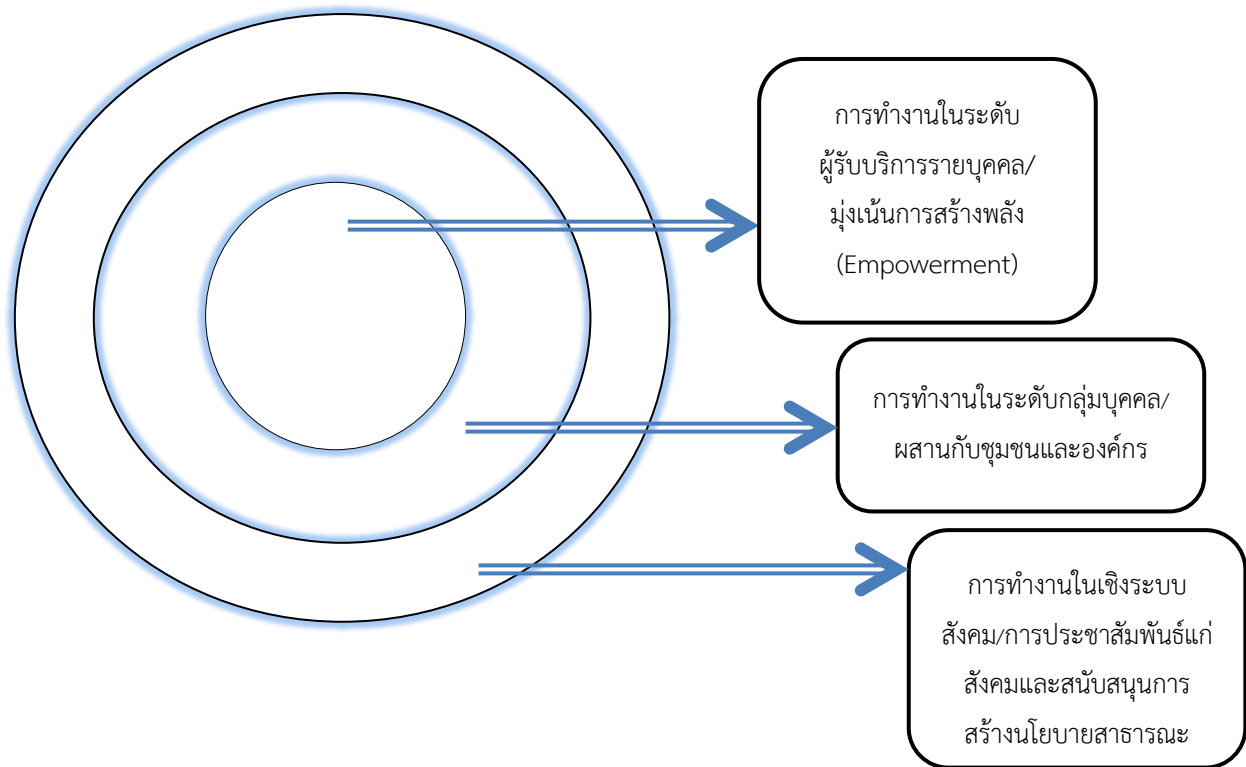 การทำงานในระดับ
ผู้รับบริการรายบุคคล/
มุ่งเน้นการสร้างพลัง
(Empowerment)
การทำงานในระดับกลุ่มบุคคล/
ผสานกับชุมชนและองค์กร
การทำงานในเชิงระบบ
สังคม/การประชาสัมพันธ์แก่
สังคมและสนับสนุนการ
สร้างนโยบายสาธารณะ